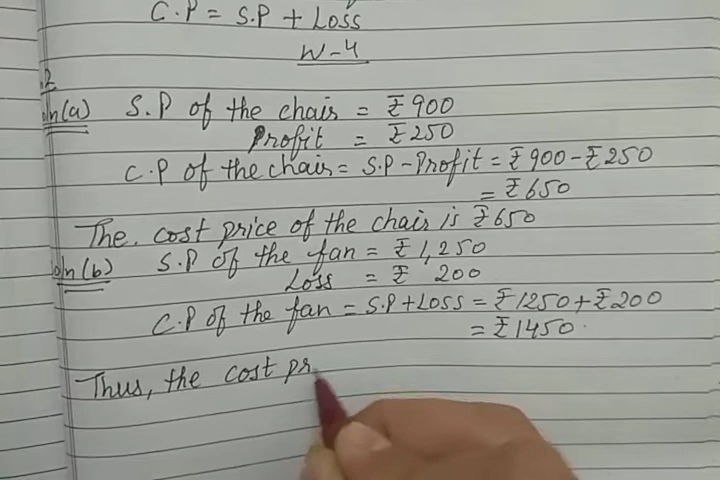 C.P = S.P + Loss
W-4
2
(a) S.P of the chair = ₹900
Profit = ₹250
C.P of the chair = S.P-Profit = ₹900-₹250
= ₹650
The cost price of the chair is ₹650
(b) S.P of the fan = ₹1,250
Loss = ₹ 200
C.P of the fan = S.P+Loss = ₹1250+₹200
= ₹1450.
Thus, the cost pr